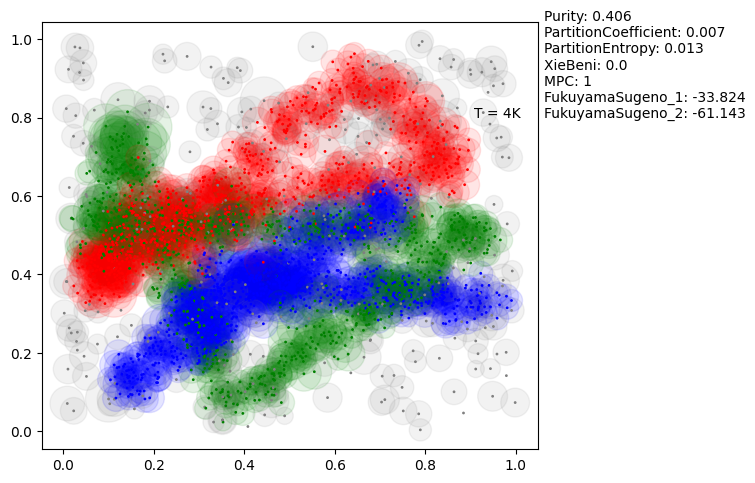 Purity: 0.406
PartitionCoefficient: 0.007
PartitionEntropy: 0.013
XieBeni: 0.0
MPC: 1
FukuyamaSugeno_1: -33.824
FukuyamaSugeno_2: -61.143
T = 4K
1.0
0.8
0.6
0.4
0.2
0.0
0.0 0.2 0.4 0.6 0.8 1.0